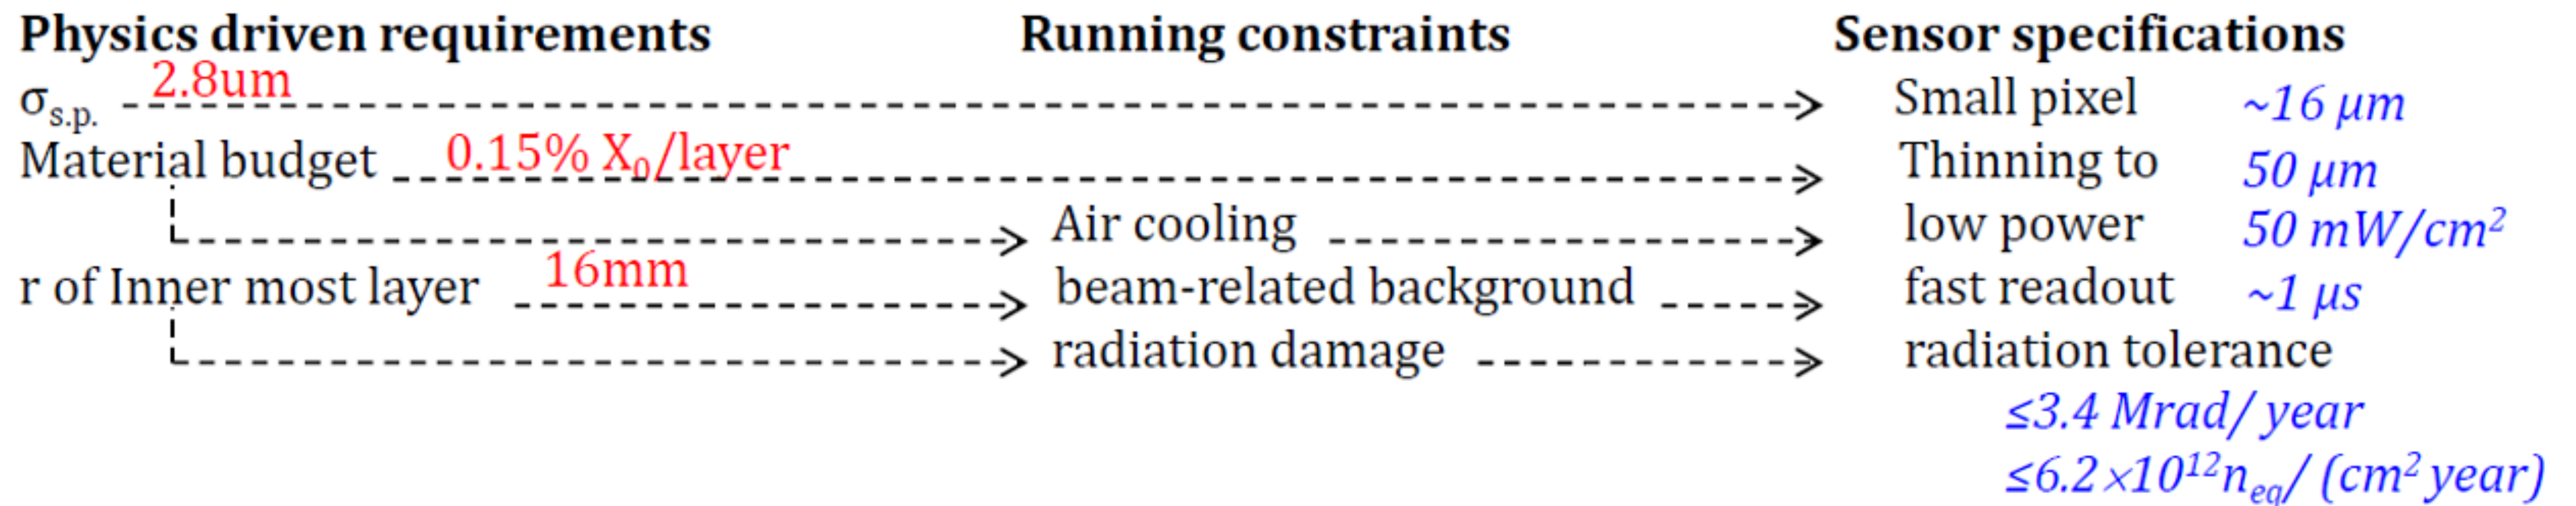 Physics driven requirements Running constraints Sensor specifications
σs.p. 2.8um Small pixel ~16 μm
Material budget 0.15% X₀/layer Thinning to 50 μm
Air cooling low power 50 mW/cm²
r of Inner most layer 16mm beam-related background fast readout ~1 μs
radiation damage radiation tolerance
≤3.4 Mrad/ year
≤6.2×10¹²neq/ (cm² year)